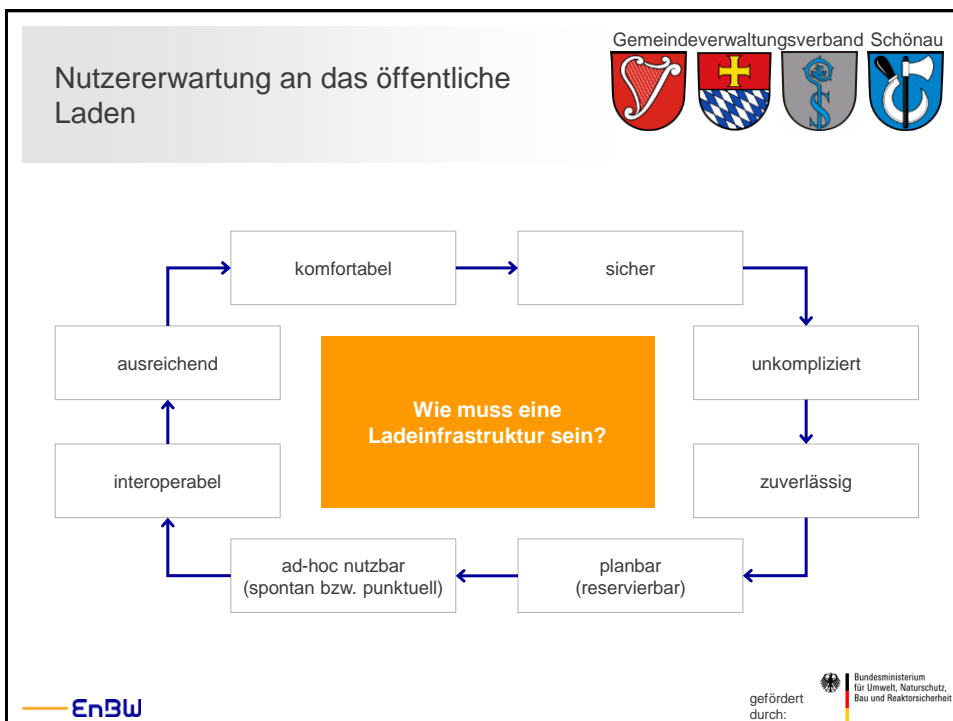 Gemeindeverwaltungsverband Schönau
Nutzererwartung an das öffentliche
Laden
komfortabel
sicher
ausreichend
unkompliziert
Wie muss eine
Ladeinfrastruktur sein?
interoperabel
zuverlässig
ad-hoc nutzbar
(spontan bzw. punktuell)
planbar
(reservierbar)
EnBW
gefördert
durch:
Bundesministerium
für Umwelt, Naturschutz,
Bau und Reaktorsicherheit